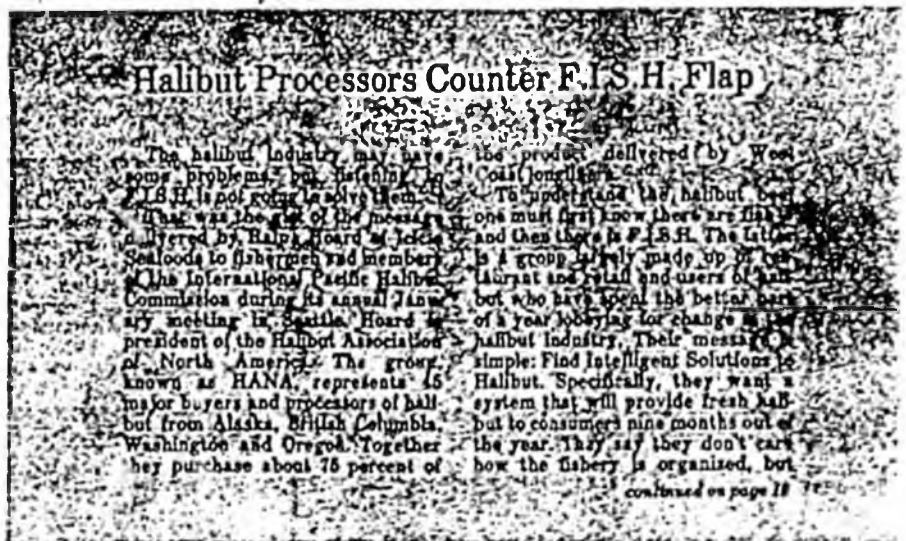 Halibut Processors Counter F.I.S.H. Flap
The halibut industry may have
some problems, but listening to
F.I.S.H. is not going to solve them.
That was the gist of the message
delivered by Ralph Hoard of Icicle
Seafoods to fishermen and members
of the International Pacific Halibut
Commission during its annual January
ary meeting in Seattle. Hoard is
president of the Halibut Association
of North America. The group,
known as HANA, represents 15
major buyers and processors of hali-
but from Alaska, British Columbia,
Washington and Oregon. Together
hey purchase about 75 percent of
the product delivered by West
Coast longliners.
To understand the halibut
one must first know there are fish
and then there is F.I.S.H. The latter
is a group largely made up of
taurant and retail end-users of hali-
but who have spent the better part
of a year lobbying for change in the
halibut industry. Their message is
simple: Find Intelligent Solutions to
Halibut. Specifically, they want a
system that will provide fresh hali-
but to consumers nine months out of
the year. They say they don't care
how the fishery is organized, but
continued on page 18